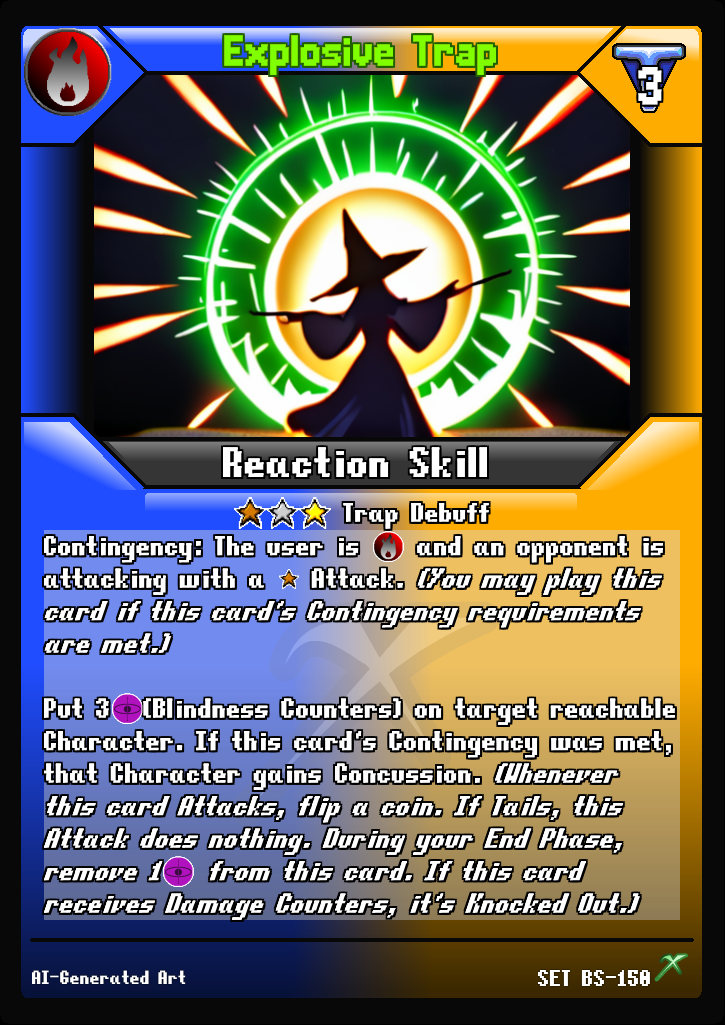 Explosive Trap
3
Reaction Skill
Trap Debuff
Contingency: The user is and an opponent is
attacking with a Attack. (You may play this
card if this card's Contingency requirements
are met.)
Put 3 (Blindness Counters) on target reachable
Character. If this card's Contingency was met,
that Character gains Concussion. (Whenever
this card Attacks, flip a coin. If Tails, this
Attack does nothing. During your End Phase,
remove 1 from this card. If this card
receives Damage Counters, it's Knocked Out.)
AI-Generated Art
SET BS-150